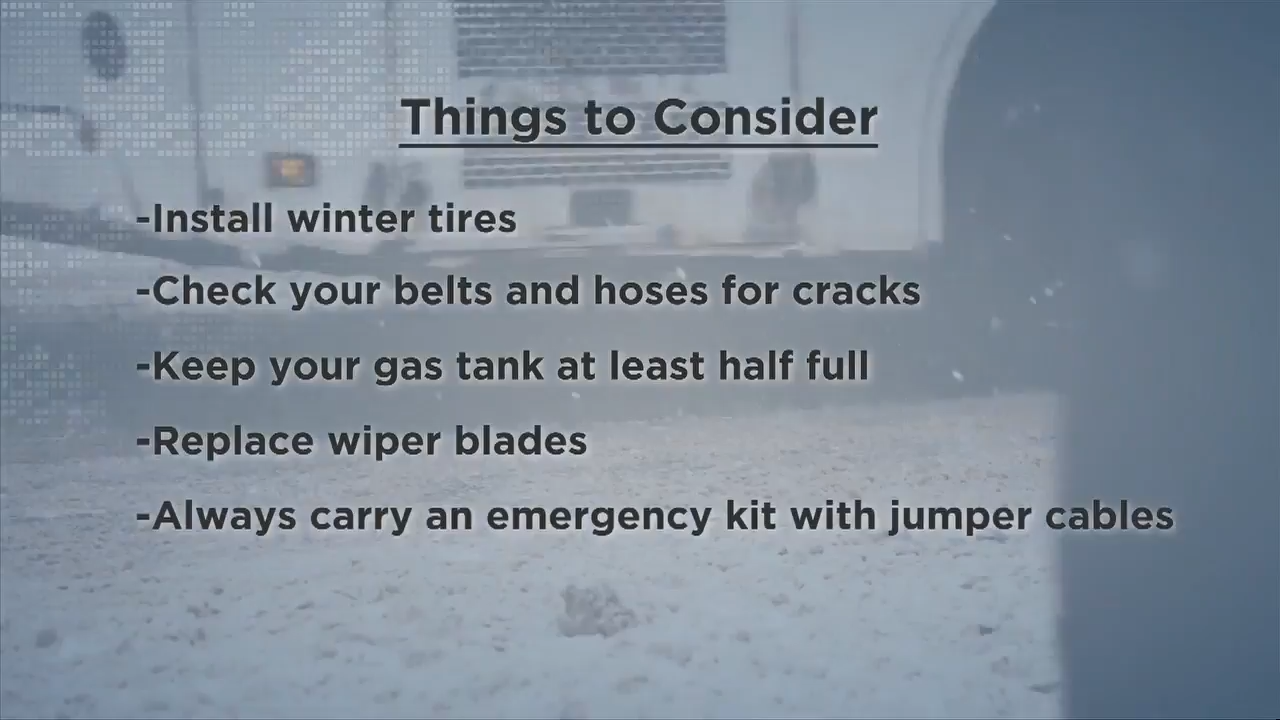 Things to Consider
-Install winter tires
-Check your belts and hoses for cracks
-Keep your gas tank at least half full
-Replace wiper blades
-Always carry an emergency kit with jumper cables